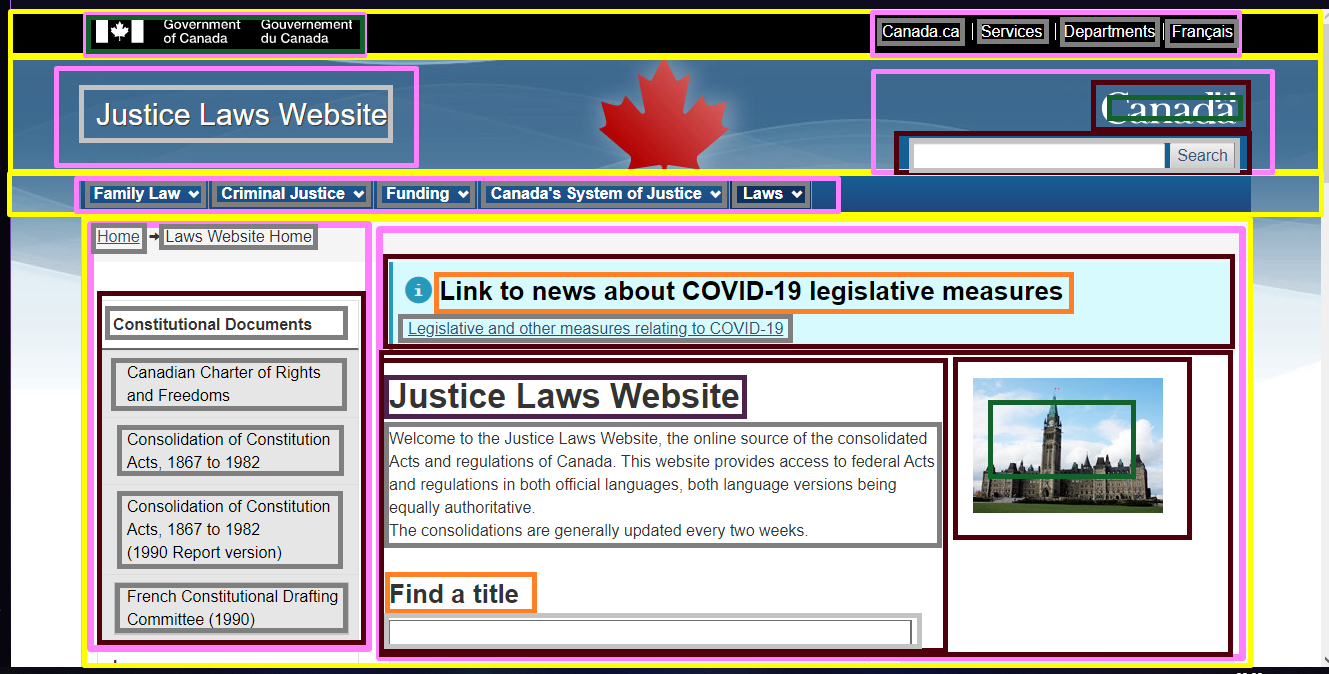 Government of Canada
Gouvernement du Canada
Canada.ca | Services | Departments | Français
Justice Laws Website
Canada
Search
Family Law
Criminal Justice
Funding
Canada's System of Justice
Laws
Home → Laws Website Home
Constitutional Documents
Canadian Charter of Rights
and Freedoms
Consolidation of Constitution
Acts, 1867 to 1982
Consolidation of Constitution
Acts, 1867 to 1982
(1990 Report version)
French Constitutional Drafting
Committee (1990)
Link to news about COVID-19 legislative measures
Legislative and other measures relating to COVID-19
Justice Laws Website
Welcome to the Justice Laws Website, the online source of the consolidated
Acts and regulations of Canada. This website provides access to federal Acts
and regulations in both official languages, both language versions being
equally authoritative.
The consolidations are generally updated every two weeks.
Find a title